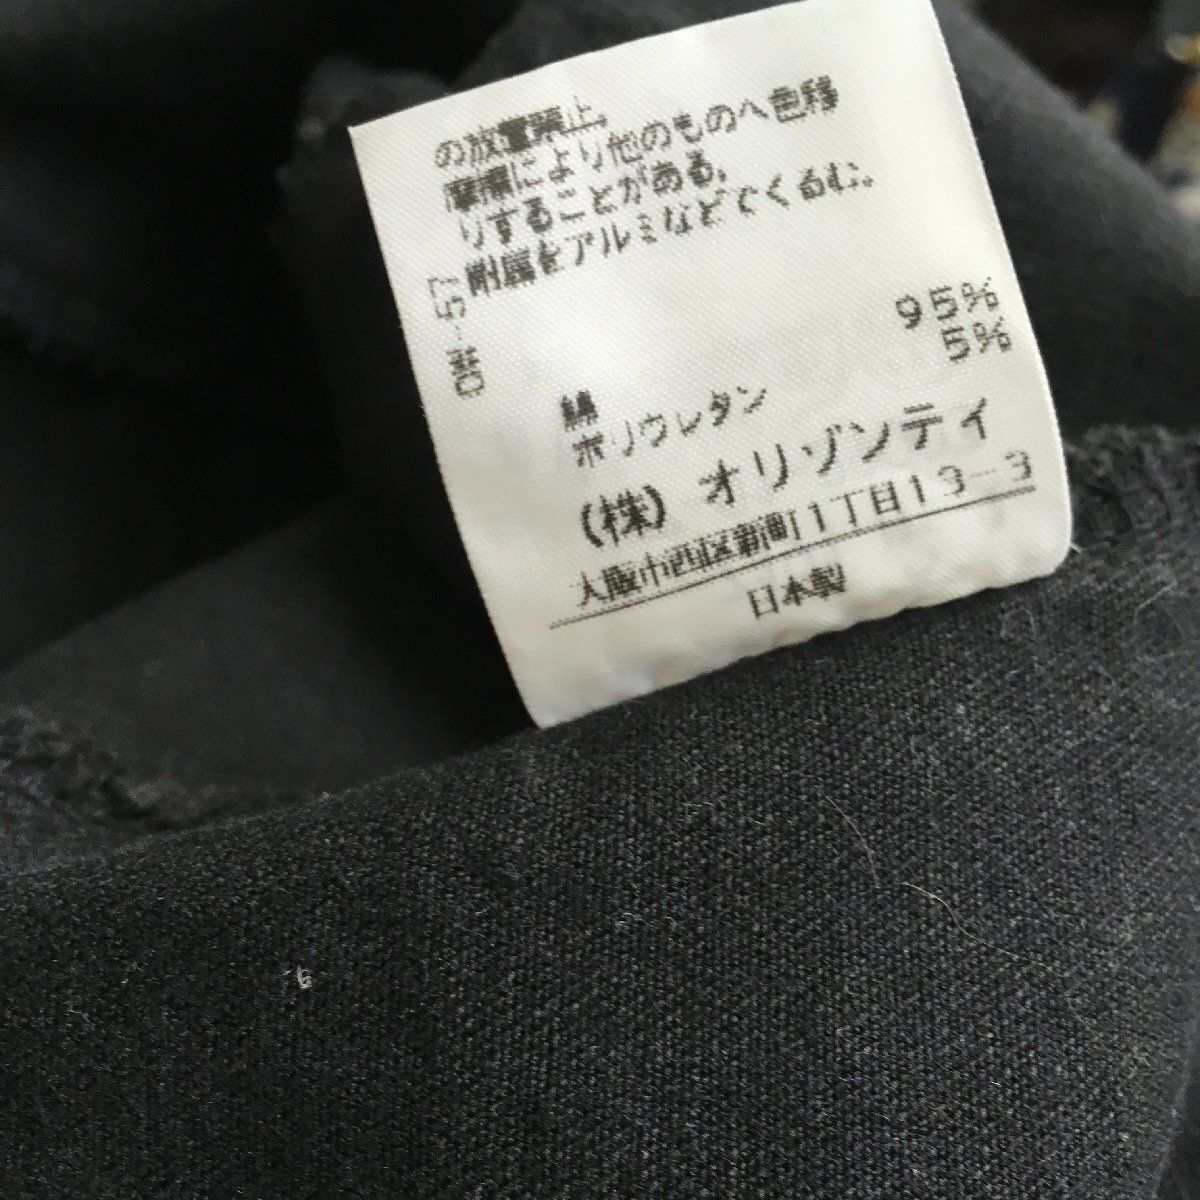 の放置禁止。
摩擦により他のものへ色移
りすることがある。
附属をアルミなどでくるむ。
綿 95%
ポリウレタン 5%
(株)オリゾンティ
大阪市西区新町1丁目13-3
日本製